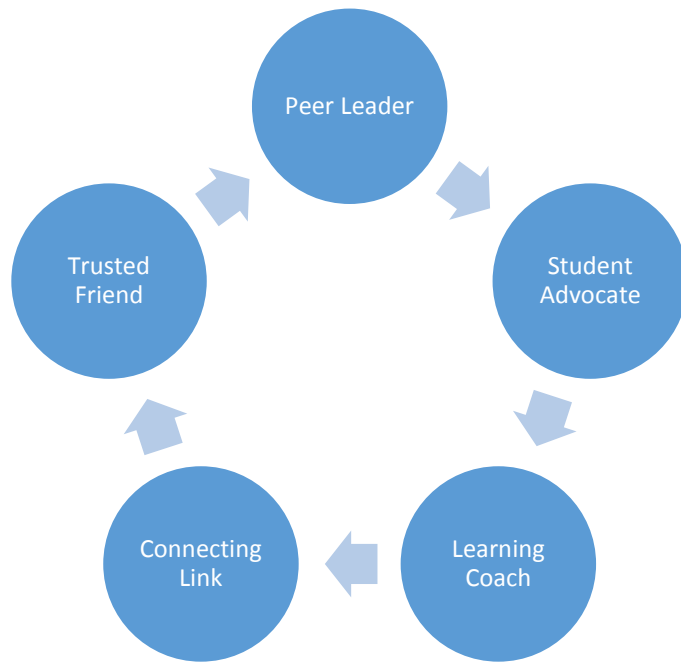 Peer Leader
Student
Advocate
Learning
Coach
Connecting
Link
Trusted
Friend